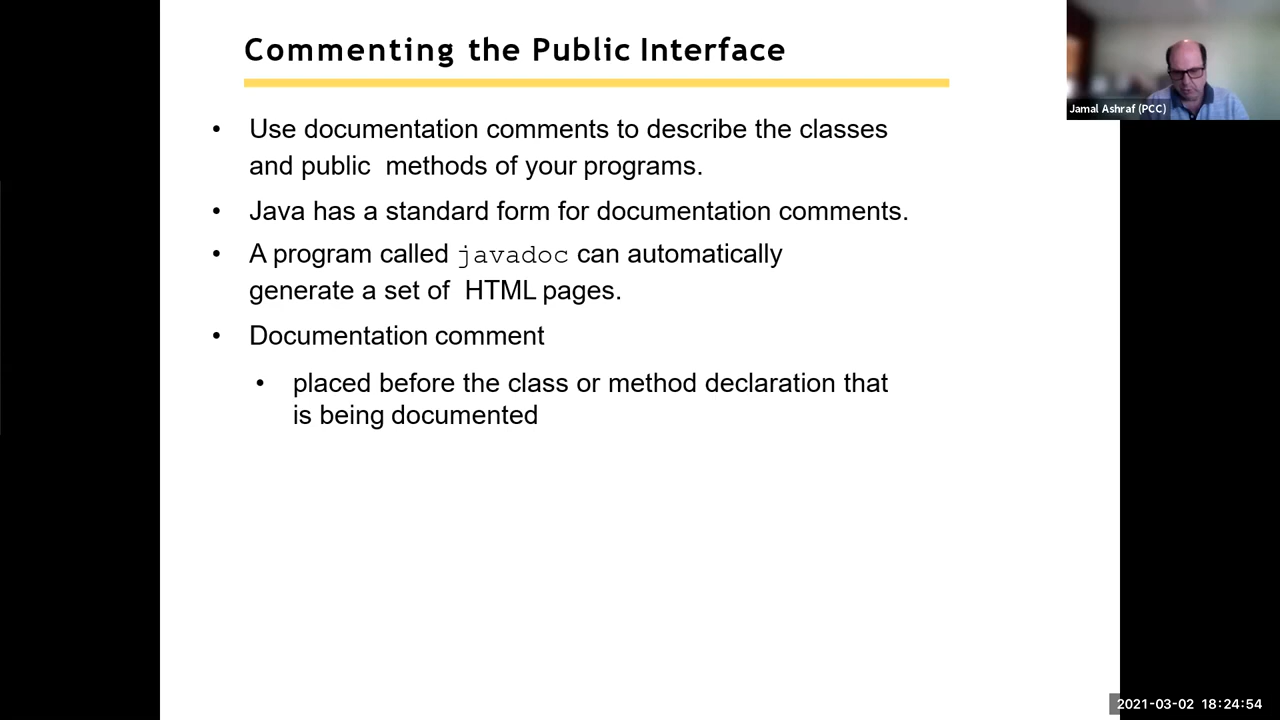 Commenting the Public Interface
Jamal Ashraf (PCC)
• Use documentation comments to describe the classes
and public methods of your programs.
• Java has a standard form for documentation comments.
• A program called javadoc can automatically
generate a set of HTML pages.
• Documentation comment
• placed before the class or method declaration that
is being documented
2021-03-02 18:24:54